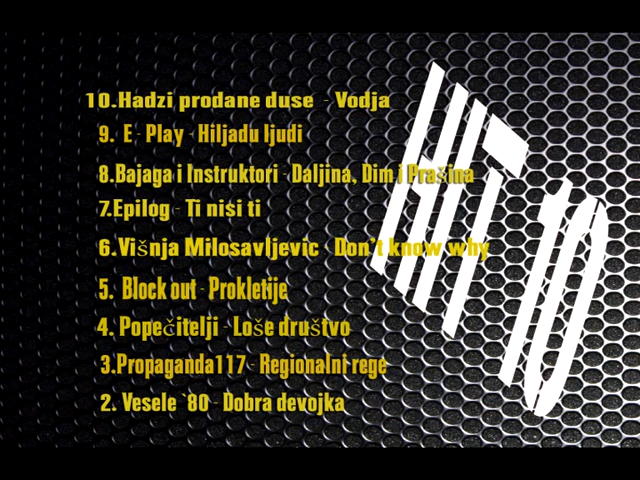 10.Hadzi prodane duse - Vodja
9. E - Play - Hiljadu ljudi
8.Bajaga i Instruktori - Daljina, Dim i Prašina
7.Epilog - Ti nisi ti
6.Višnja Milosavljevic - Don't know why
5. Block out - Prokletije
4. Popečitelji - Loše društvo
3.Propaganda117 - Regionalni rege
2. Vesele `80 - Dobra devojka
HIT 10